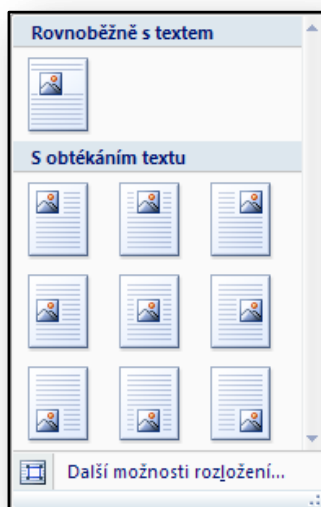 Rovnoběžně s textem
S obtékáním textu
Další možnosti rozložení...